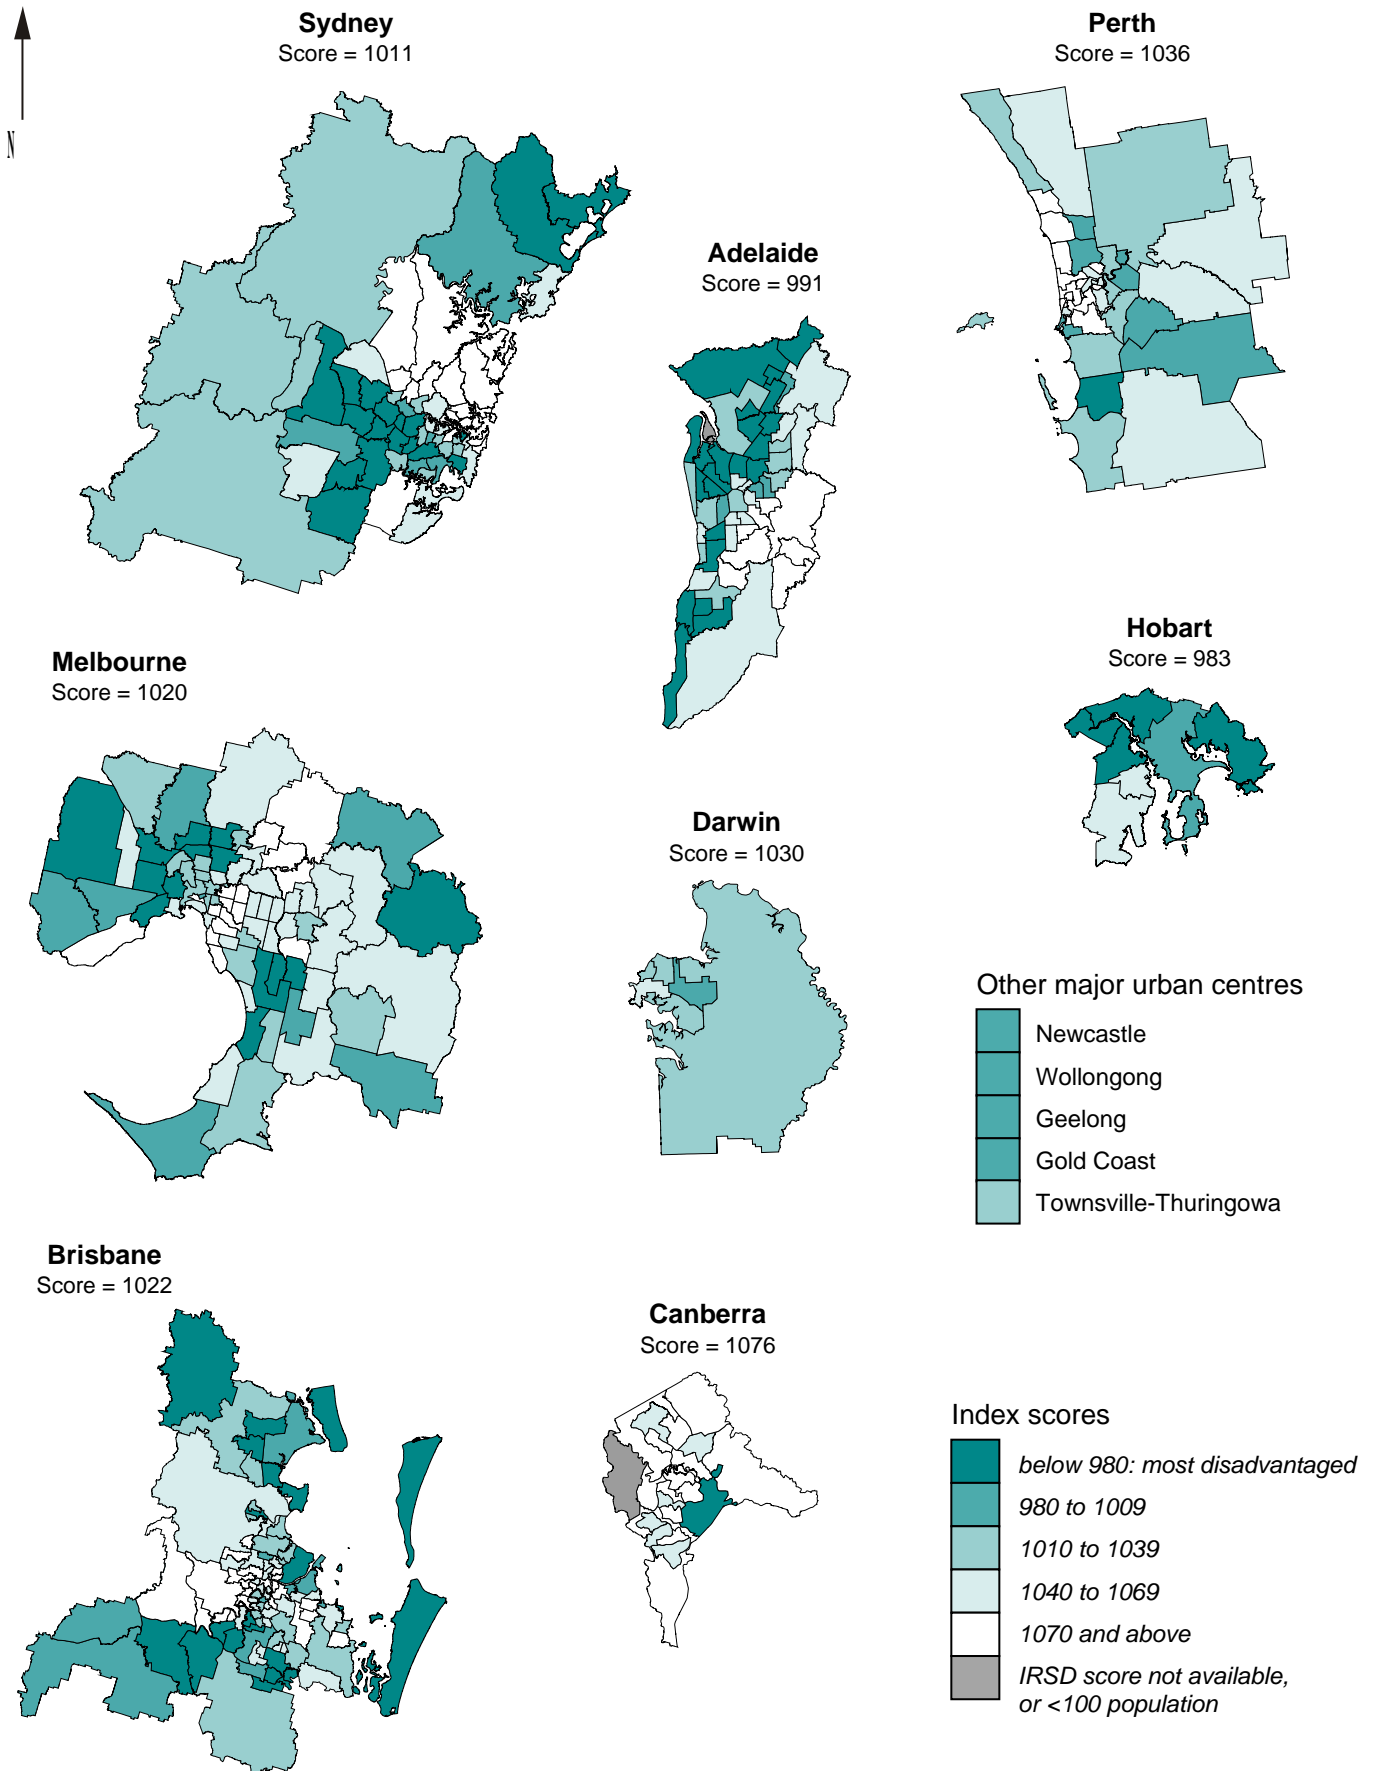 Sydney
Score = 1011
Perth
Score = 1036
N
Adelaide
Score = 991
Hobart
Score = 983
Melbourne
Score = 1020
Darwin
Score = 1030
Other major urban centres
Newcastle
Wollongong
Geelong
Gold Coast
Townsville-Thuringowa
Brisbane
Score = 1022
Canberra
Score = 1076
Index scores
below 980: most disadvantaged
980 to 1009
1010 to 1039
1040 to 1069
1070 and above
IRSD score not available,
or <100 population